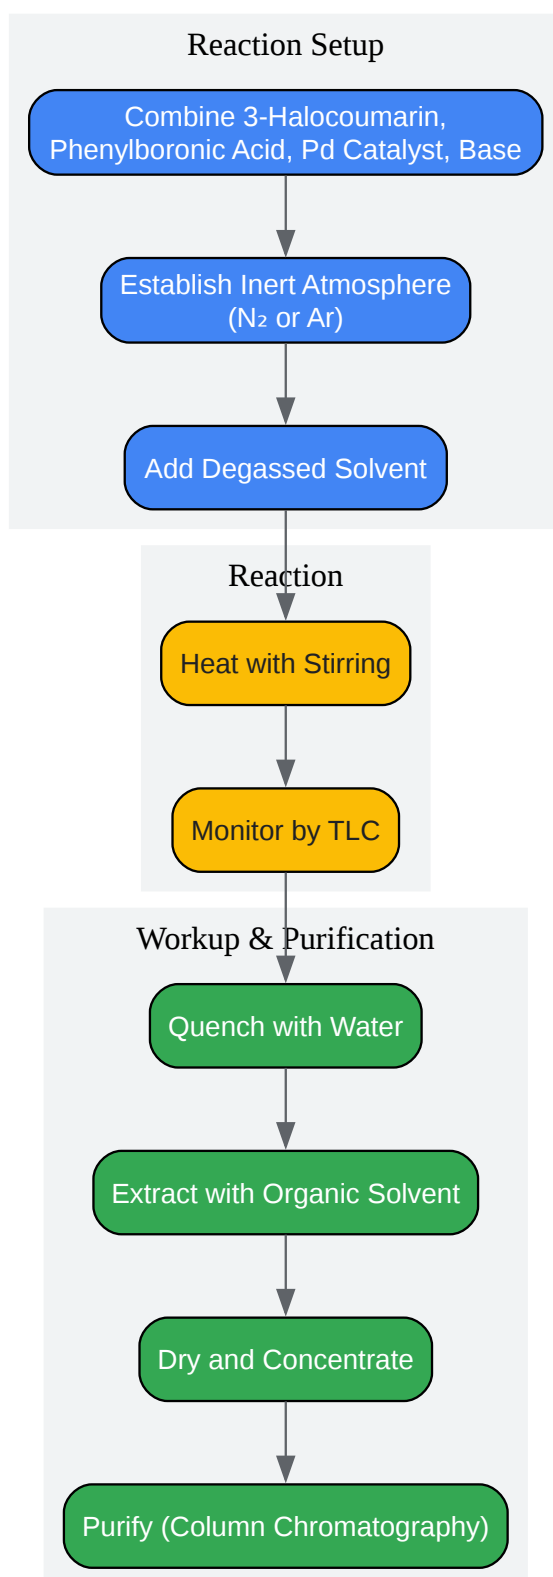 Reaction Setup
Combine 3-Halocoumarin,
Phenylboronic Acid, Pd Catalyst, Base
Establish Inert Atmosphere
(N₂ or Ar)
Add Degassed Solvent
Reaction
Heat with Stirring
Monitor by TLC
Workup & Purification
Quench with Water
Extract with Organic Solvent
Dry and Concentrate
Purify (Column Chromatography)